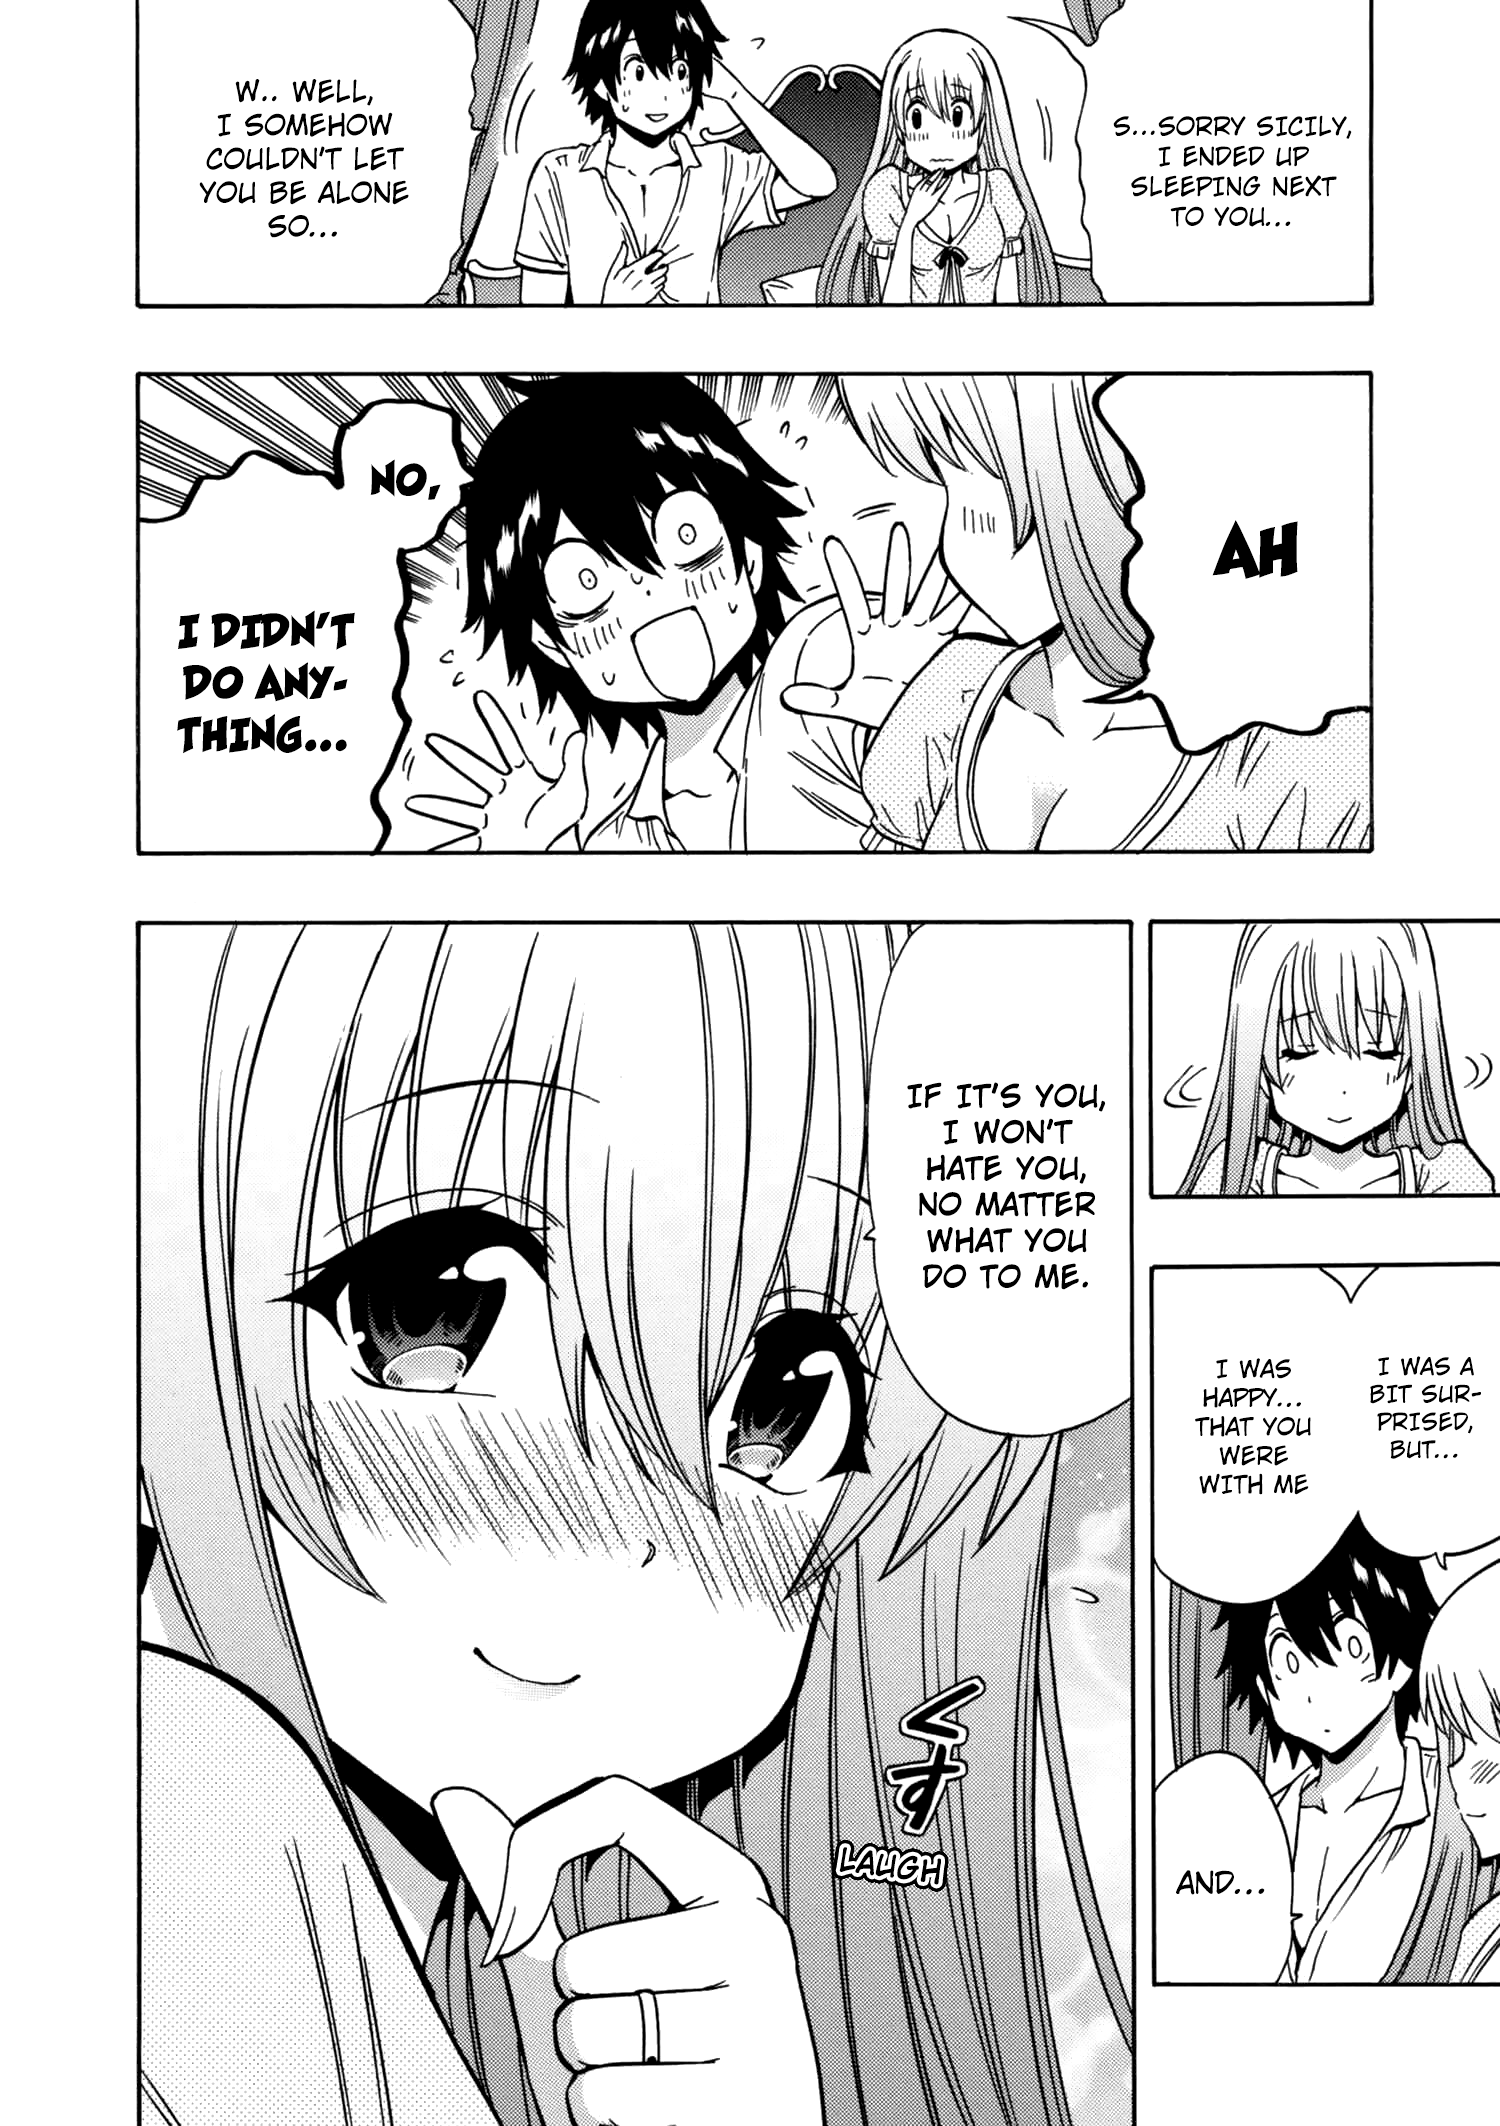 S...SORRY SICILY,
I ENDED UP
SLEEPING NEXT
TO YOU...
W.. WELL,
I SOMEHOW
COULDN'T LET
YOU BE ALONE
SO...
AH
NO,
I DIDN'T
DO ANY-
THING...
I WAS A
BIT SUR-
PRISED,
BUT...
I WAS
HAPPY...
THAT YOU
WERE
WITH ME
AND...
IF IT'S YOU,
I WON'T
HATE YOU,
NO MATTER
WHAT YOU
DO TO ME.
くす
LAUGH